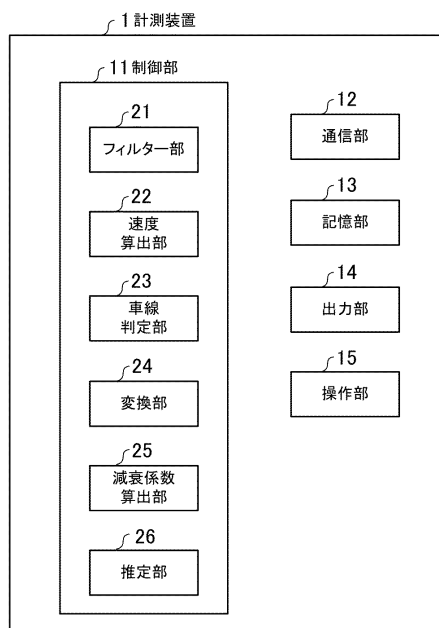 1 計測装置
11 制御部
21
フィルター部
22
速度
算出部
23
車線
判定部
24
変換部
25
減衰係数
算出部
26
推定部
12
通信部
13
記憶部
14
出力部
15
操作部